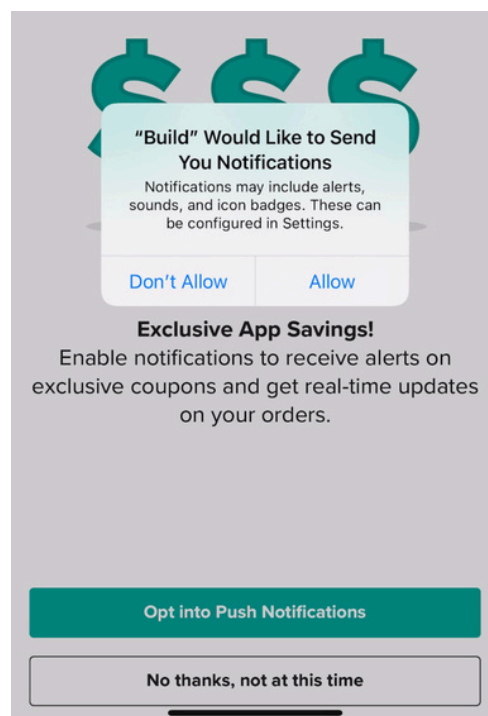 $$$
“Build” Would Like to Send
You Notifications
Notifications may include alerts,
sounds, and icon badges. These can
be configured in Settings.
Don’t Allow
Allow
Exclusive App Savings!
Enable notifications to receive alerts on
exclusive coupons and get real-time updates
on your orders.
Opt into Push Notifications
No thanks, not at this time